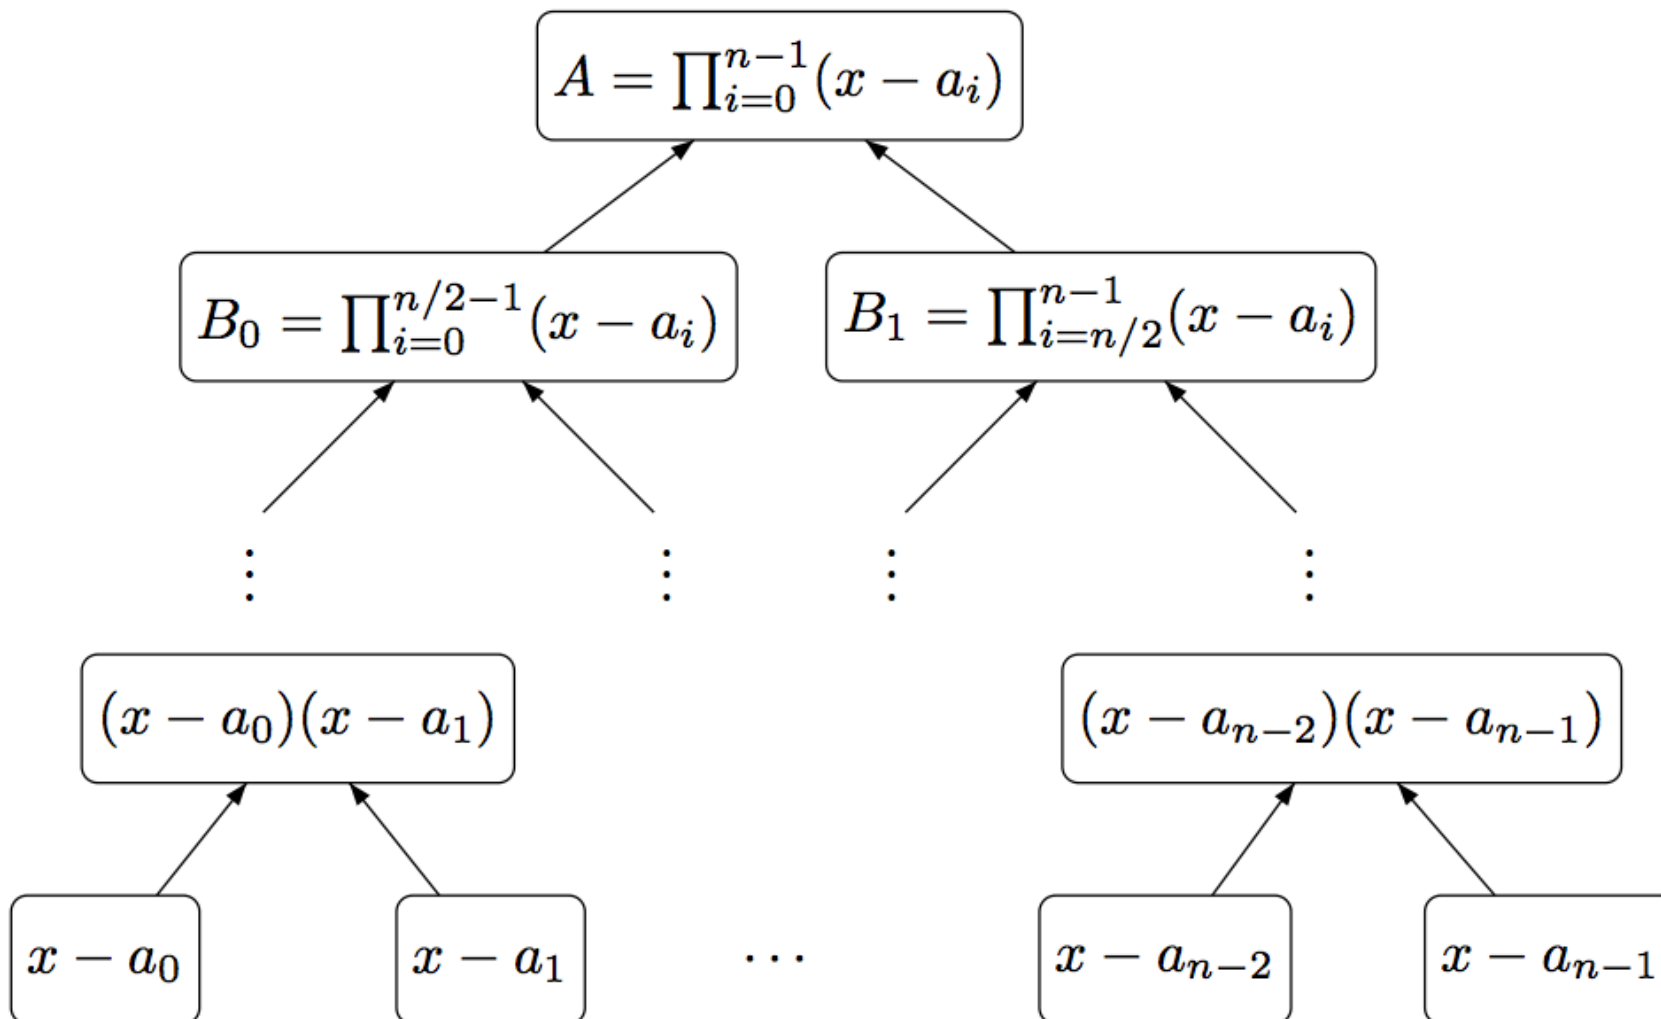 A = ∏_{i=0}^{n−1}(x − a_i)
B_0 = ∏_{i=0}^{n/2−1}(x − a_i) B_1 = ∏_{i=n/2}^{n−1}(x − a_i)
⋮ ⋮ ⋮ ⋮
(x − a_0)(x − a_1) (x − a_{n−2})(x − a_{n−1})
x − a_0 x − a_1 ⋯ x − a_{n−2} x − a_{n−1}